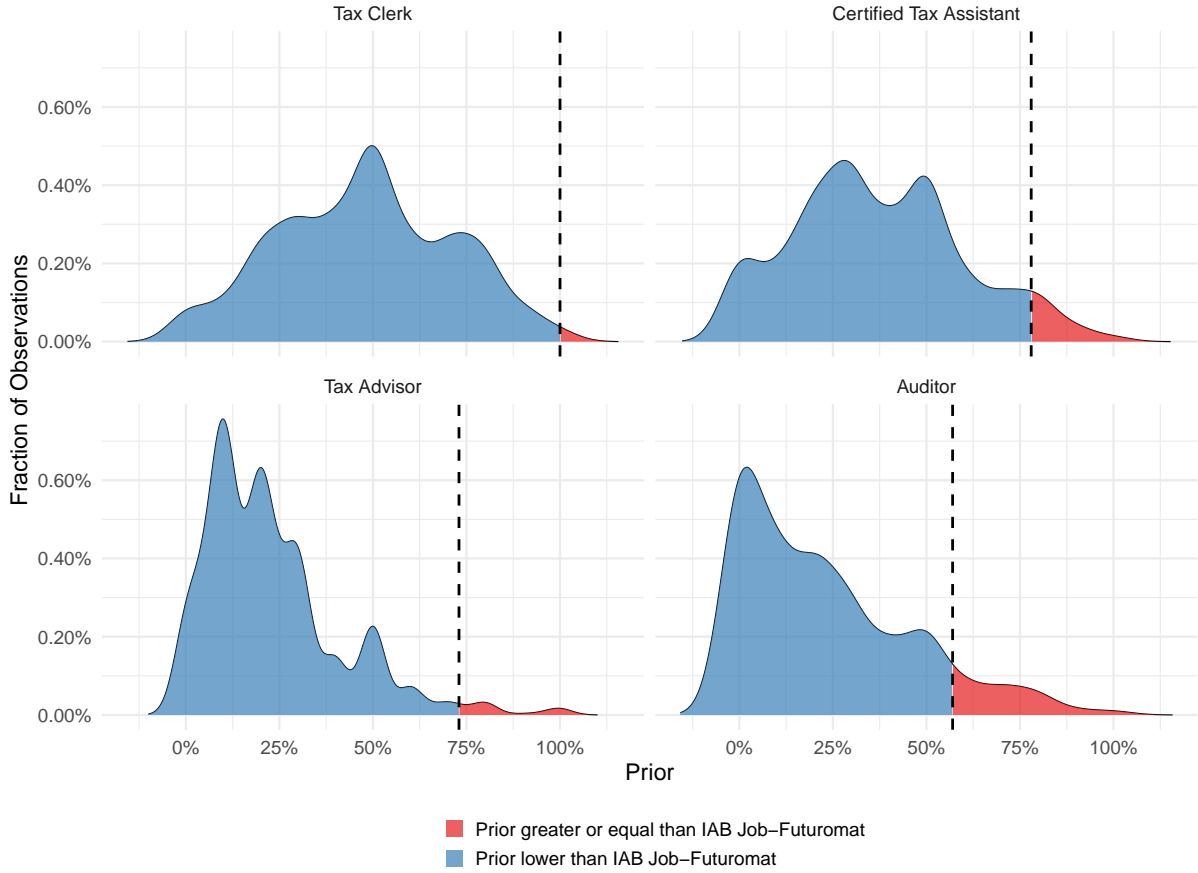 Tax Clerk
Certified Tax Assistant
0.60%
0.40%
0.20%
0.00%
Tax Advisor
Auditor
0.60%
0.40%
0.20%
0.00%
0% 25% 50% 75% 100%
0% 25% 50% 75% 100%
Fraction of Observations
Prior
Prior greater or equal than IAB Job−Futuromat
Prior lower than IAB Job−Futuromat